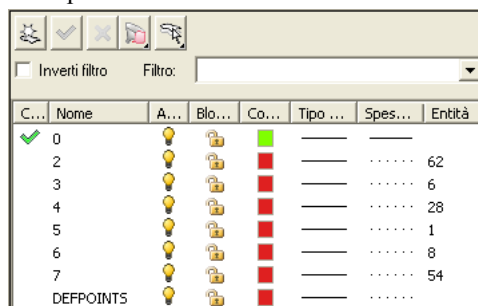 Inverti filtro Filtro:
C... Nome A... Blo... Co... Tipo ... Spes... Entità
0
2 62
3 6
4 28
5 1
6 8
7 54
DEFPOINTS